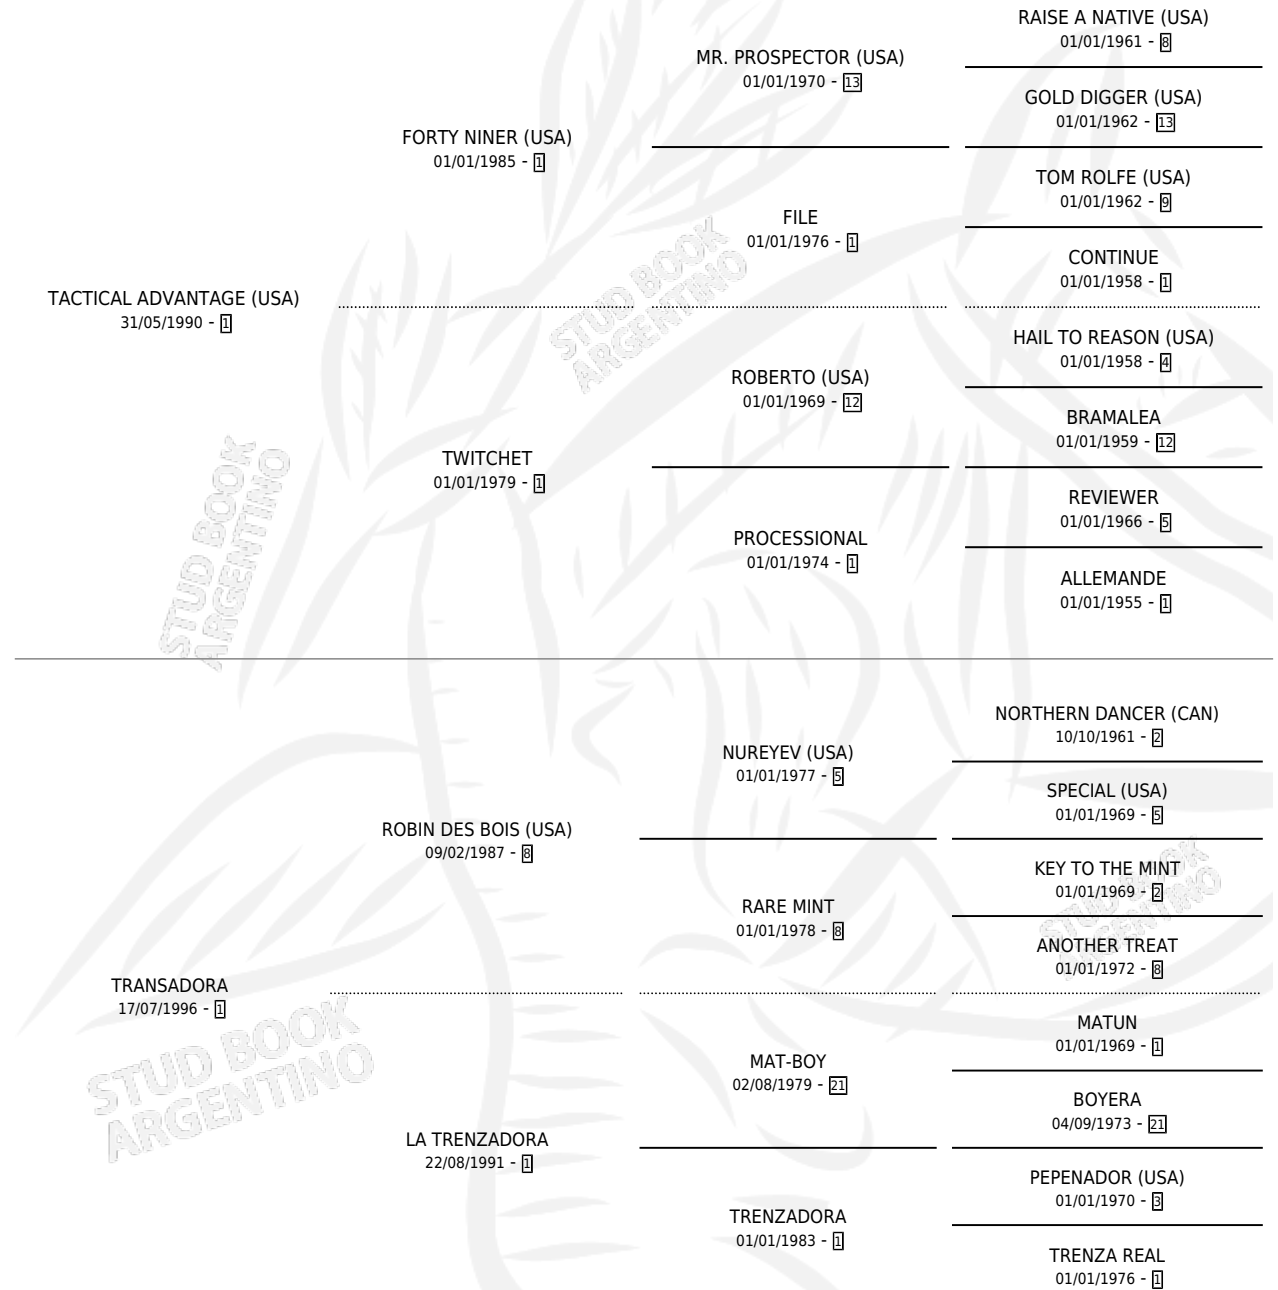 RAISE A NATIVE (USA)
01/01/1961 - 8
MR. PROSPECTOR (USA)
01/01/1970 - 13
GOLD DIGGER (USA)
01/01/1962 - 13
FORTY NINER (USA)
01/01/1985 - 1
TOM ROLFE (USA)
01/01/1962 - 9
FILE
01/01/1976 - 1
CONTINUE
01/01/1958 - 1
TACTICAL ADVANTAGE (USA)
31/05/1990 - 1
HAIL TO REASON (USA)
01/01/1958 - 4
ROBERTO (USA)
01/01/1969 - 12
BRAMALEA
01/01/1959 - 12
TWITCHET
01/01/1979 - 1
REVIEWER
01/01/1966 - 5
PROCESSIONAL
01/01/1974 - 1
ALLEMANDE
01/01/1955 - 1
STUD BOOK
ARGENTINO
STUD BOOK
ARGENTINO
NORTHERN DANCER (CAN)
10/10/1961 - 2
NUREYEV (USA)
01/01/1977 - 5
SPECIAL (USA)
01/01/1969 - 5
ROBIN DES BOIS (USA)
09/02/1987 - 8
KEY TO THE MINT
01/01/1969 - 2
RARE MINT
01/01/1978 - 8
ANOTHER TREAT
01/01/1972 - 8
STUD BOOK
ARGENTINO
TRANSADORA
17/07/1996 - 1
MATUN
01/01/1969 - 1
MAT-BOY
02/08/1979 - 21
BOYERA
04/09/1973 - 21
LA TRENZADORA
22/08/1991 - 1
PEPENADOR (USA)
01/01/1970 - 3
TRENZADORA
01/01/1983 - 1
TRENZA REAL
01/01/1976 - 1
STUD BOOK
ARGENTINO